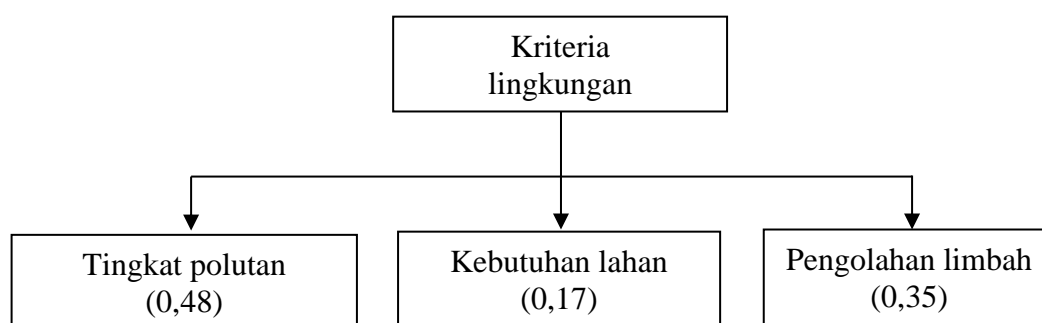 Kriteria
lingkungan
Tingkat polutan
(0,48)
Kebutuhan lahan
(0,17)
Pengolahan limbah
(0,35)